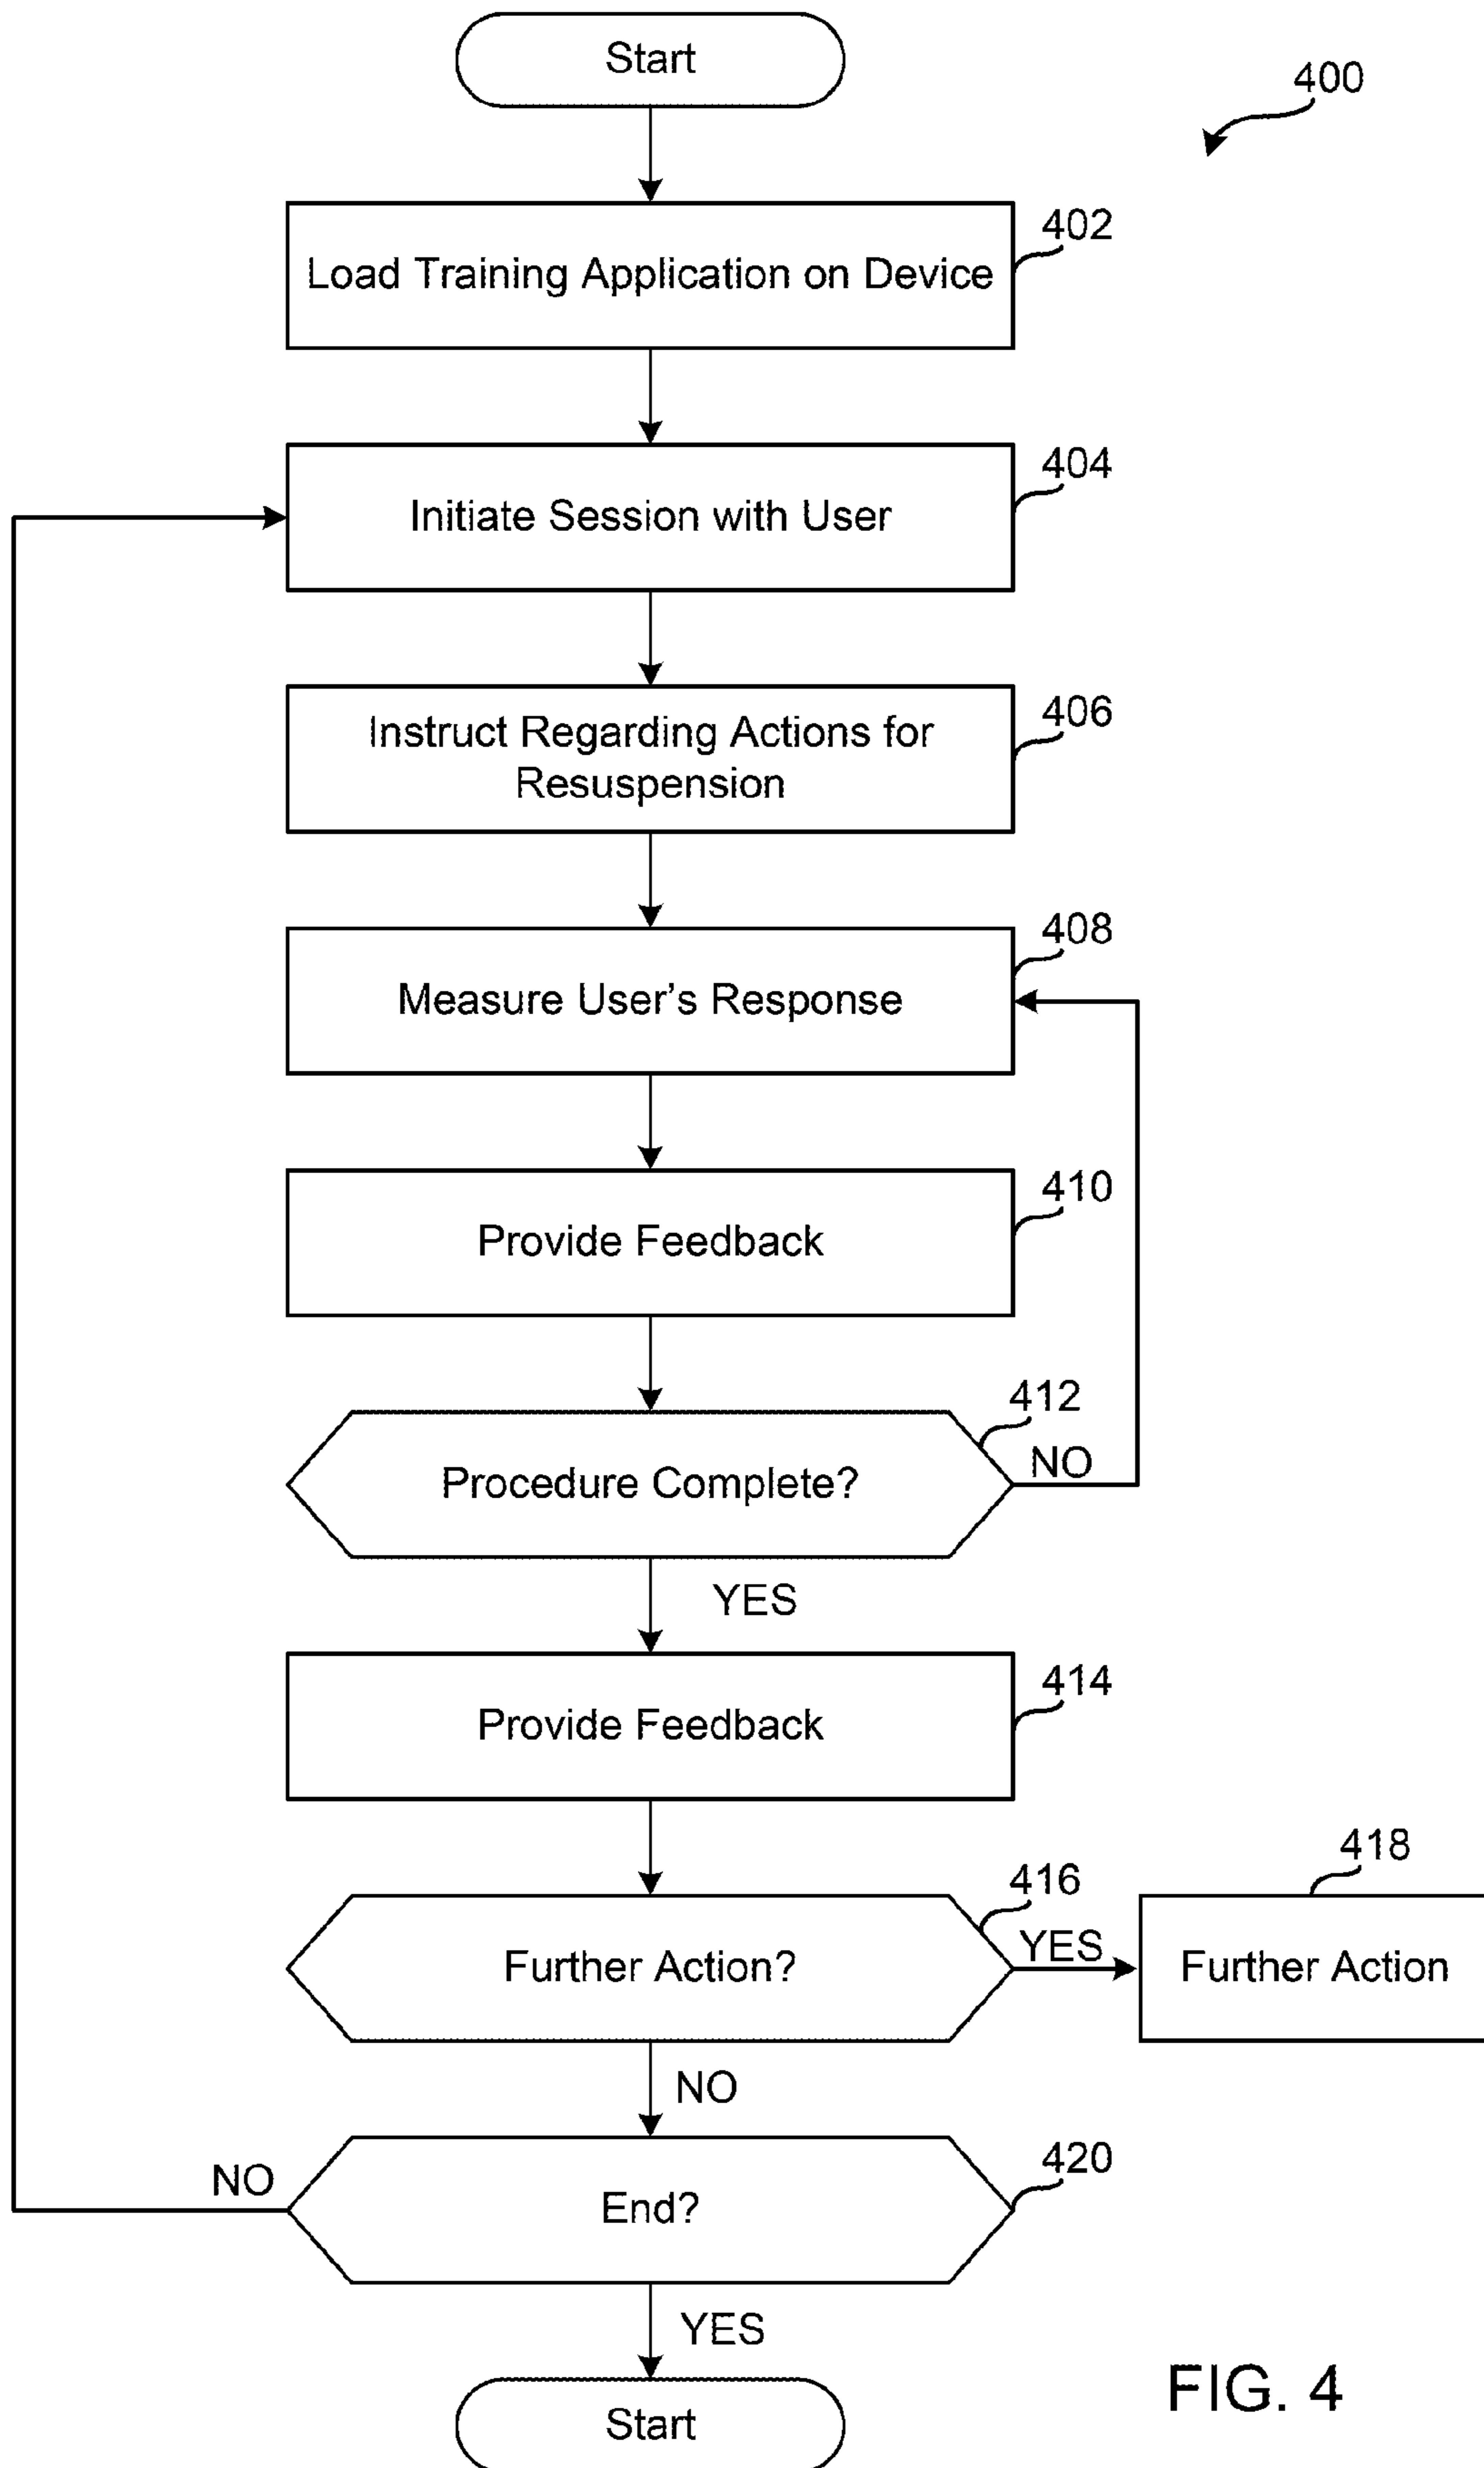 Start
400
402
Load Training Application on Device
404
Initiate Session with User
406
Instruct Regarding Actions for
Resuspension
408
Measure User's Response
410
Provide Feedback
412
Procedure Complete?
NO
YES
414
Provide Feedback
416
418
Further Action?
YES
Further Action
NO
420
NO
End?
YES
Start
FIG. 4